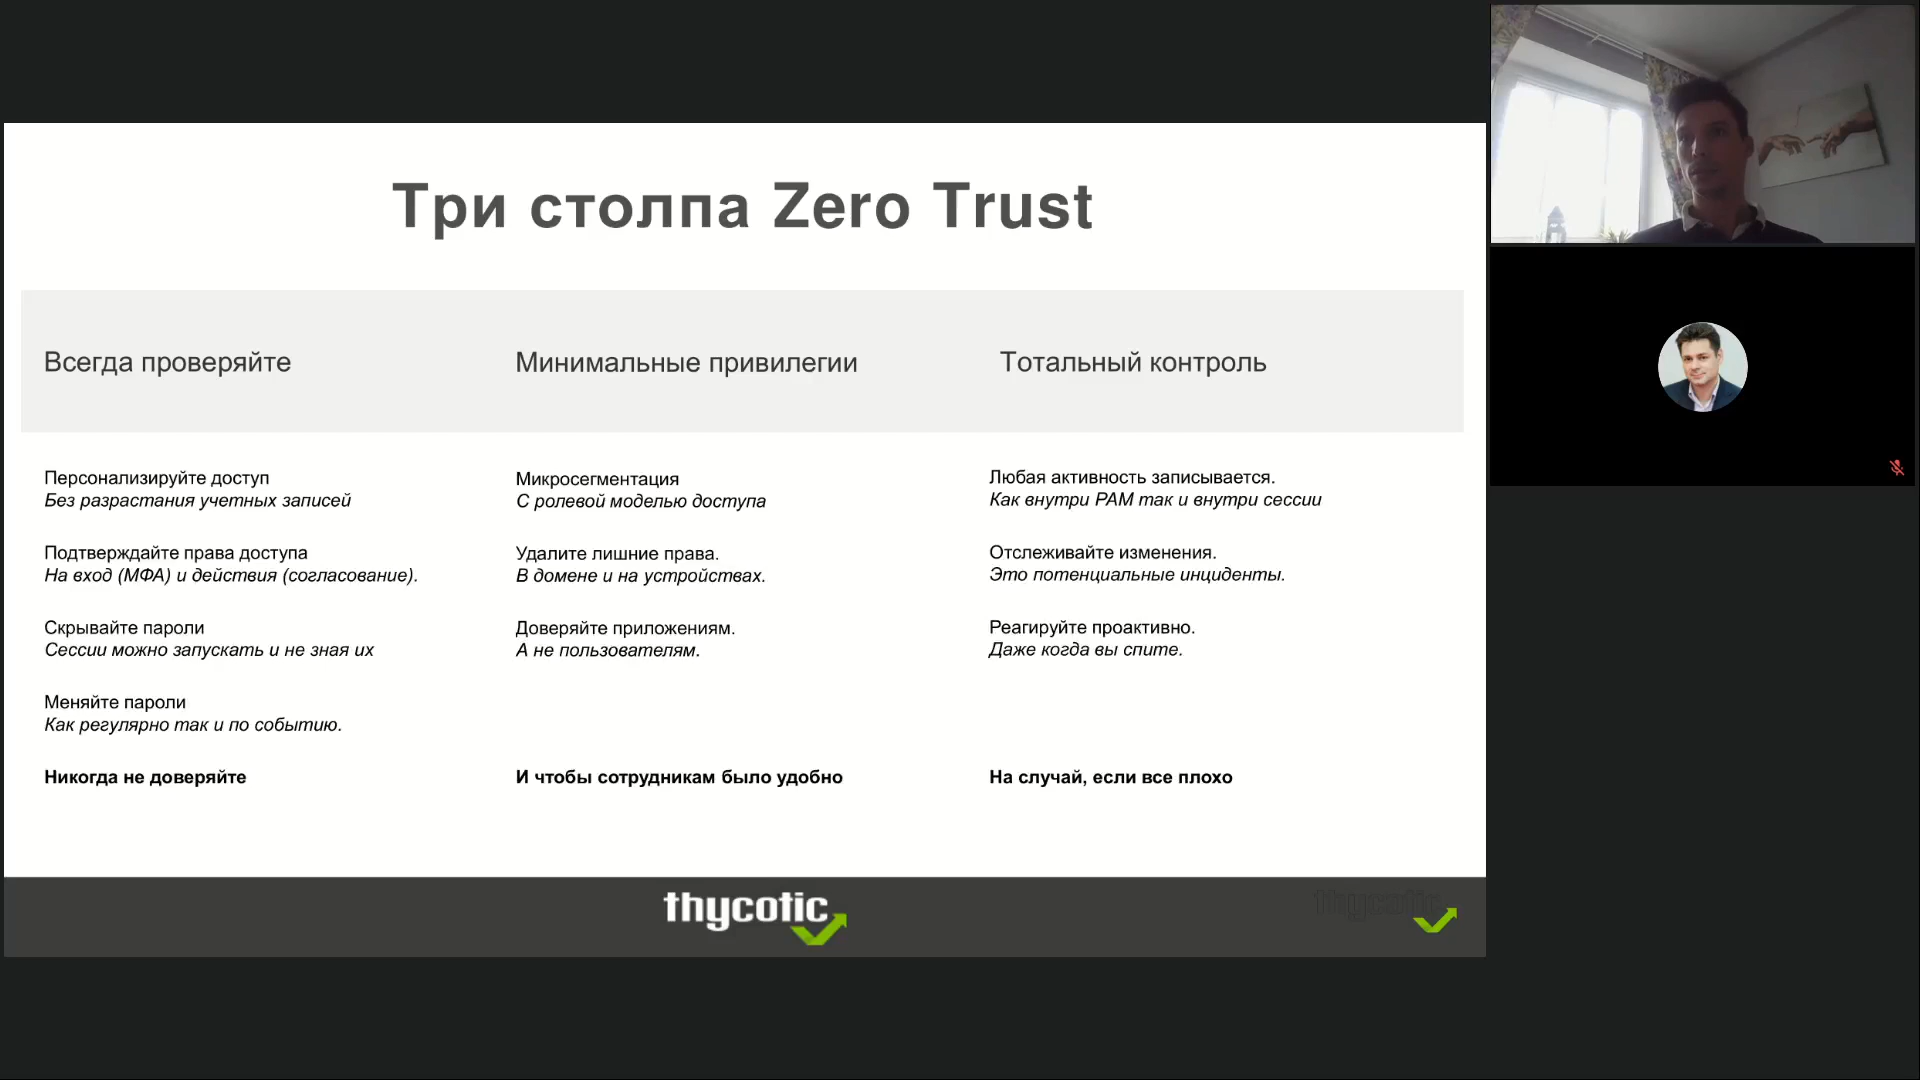 Три столпа Zero Trust
Всегда проверяйте
Минимальные привилегии
Тотальный контроль
Персонализируйте доступ
Без разрастания учетных записей
Подтверждайте права доступа
На вход (МФА) и действия (согласование).
Скрывайте пароли
Сессии можно запускать и не зная их
Меняйте пароли
Как регулярно так и по событию.
Никогда не доверяйте
Микросегментация
С ролевой моделью доступа
Удалите лишние права.
В домене и на устройствах.
Доверяйте приложениям.
А не пользователям.
И чтобы сотрудникам было удобно
Любая активность записывается.
Как внутри PAM так и внутри сессии
Отслеживайте изменения.
Это потенциальные инциденты.
Реагируйте проактивно.
Даже когда вы спите.
На случай, если все плохо
thycotic
thycotic